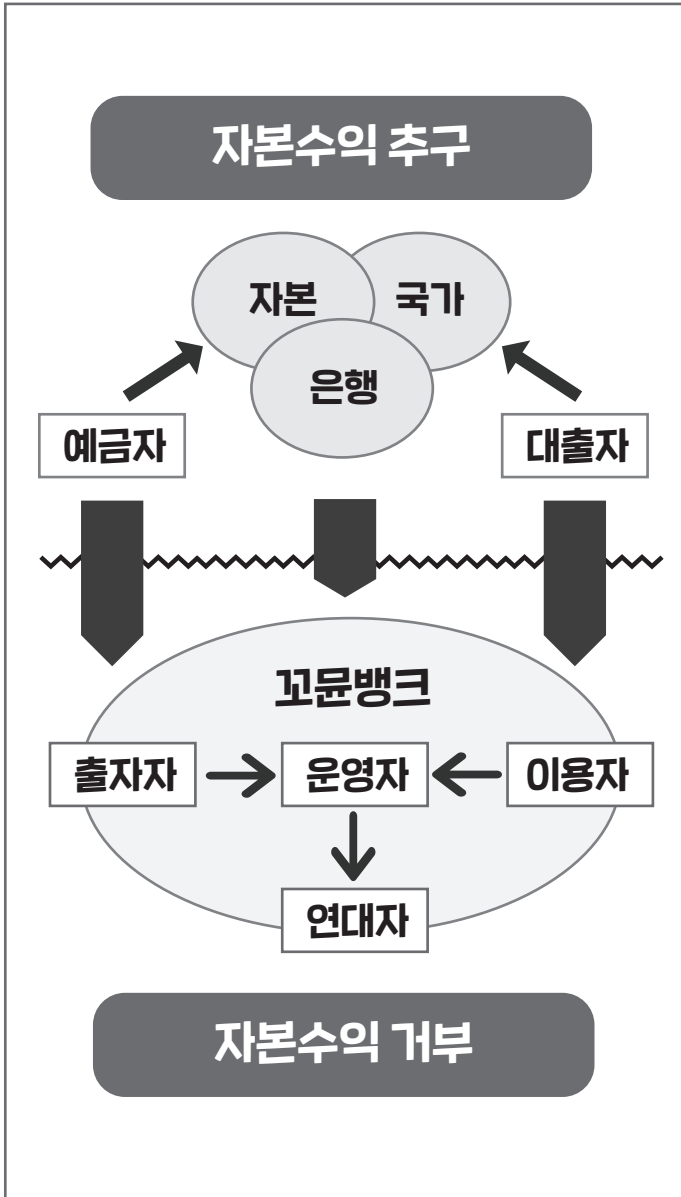 자본수익 추구
자본
국가
은행
예금자
대출자
꼬뮨뱅크
출자자
운영자
이용자
연대자
자본수익 거부